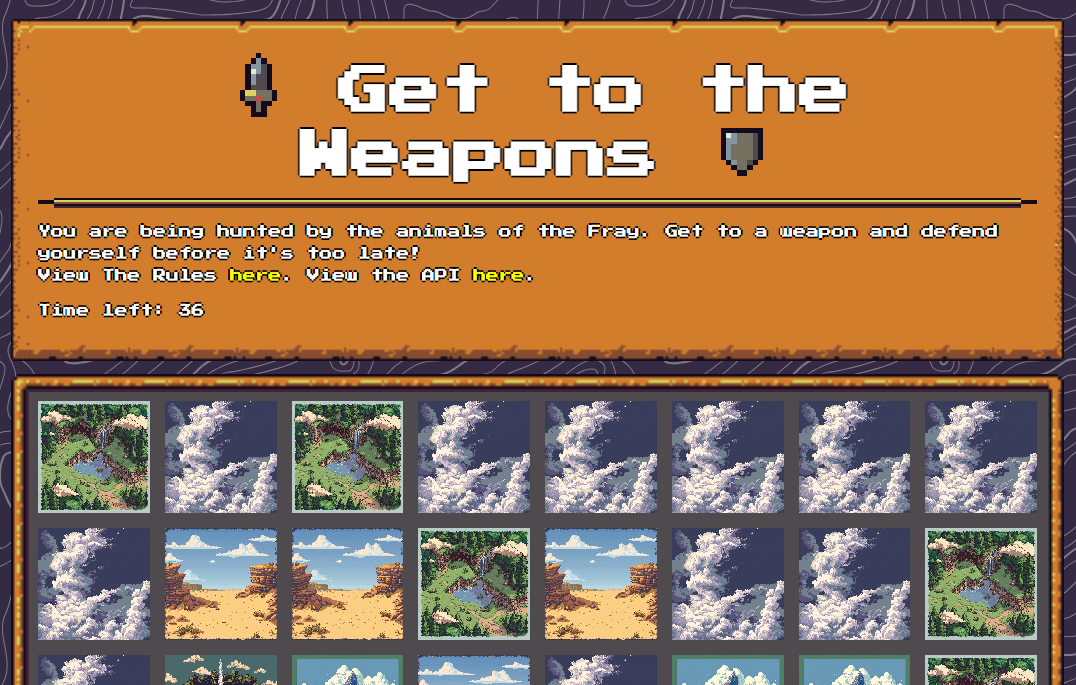 Get to the
Weapons
You are being hunted by the animals of the Fray. Get to a weapon and defend
yourself before it's too late!
View The Rules here. View the API here.
Time left: 36